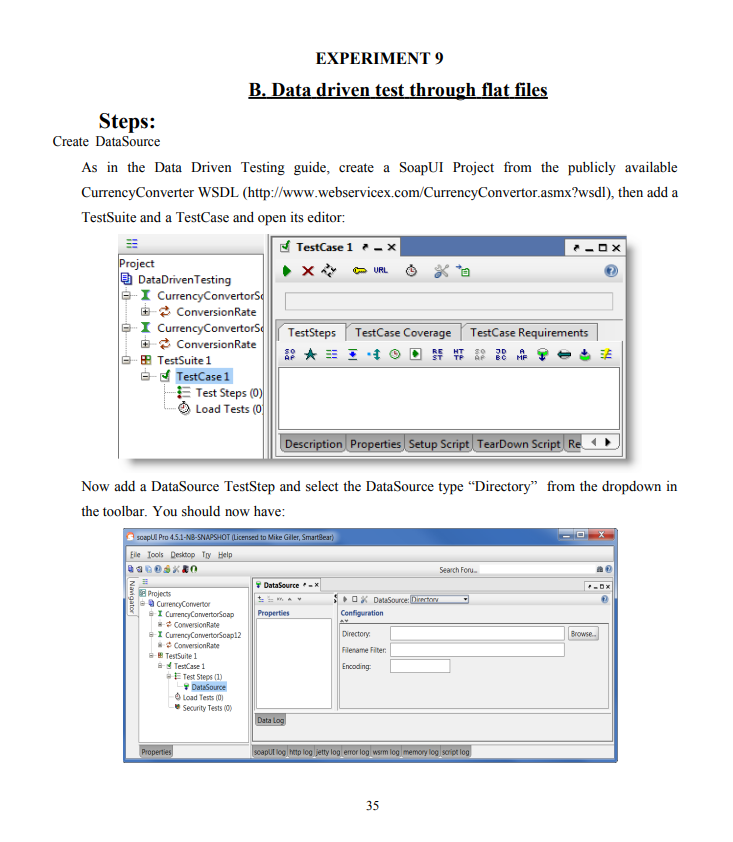 EXPERIMENT 9
B. Data driven test through flat files
Steps:
Create DataSource
As in the Data Driven Testing guide, create a SoapUI Project from the publicly available
CurrencyConverter WSDL (http://www.webservicex.com/CurrencyConvertor.asmx?wsdl), then add a
TestSuite and a TestCase and open its editor:
Project
DataDrivenTesting
CurrencyConvertorSo
ConversionRate
CurrencyConvertorSo
ConversionRate
TestSuite 1
TestCase 1
Test Steps (0)
Load Tests (0)
TestCase 1
URL
TestSteps TestCase Coverage TestCase Requirements
SO AP REST HTTP SO AP JDBC AMF
Description Properties Setup Script TearDown Script Re
Now add a DataSource TestStep and select the DataSource type “Directory” from the dropdown in
the toolbar. You should now have:
soapUI Pro 4.5.1-NB-SNAPSHOT (Licensed to Mike Giller, SmartBear)
File Tools Desktop Try Help
Search Foru...
Navigator
Projects
CurrencyConvertor
CurrencyConvertorSoap
ConversionRate
CurrencyConvertorSoap12
ConversionRate
TestSuite 1
TestCase 1
Test Steps (1)
DataSource
Load Tests (0)
Security Tests (0)
Properties
DataSource
DataSource: Directory
Properties
Configuration
Directory: Browse...
Filename Filter:
Encoding:
Data Log
soapUI log http log jetty log error log wsrm log memory log script log
35